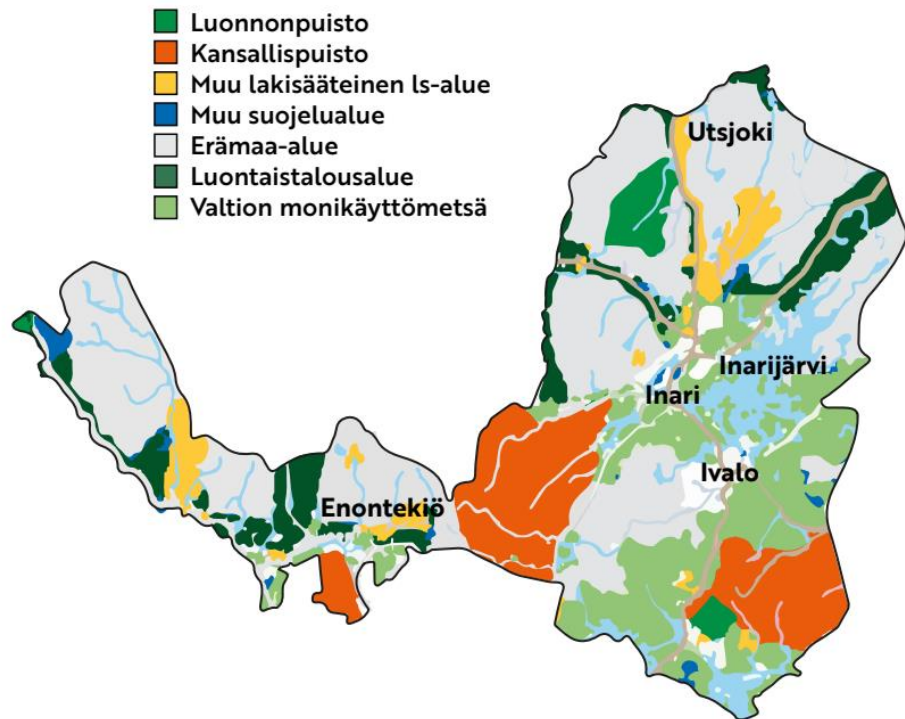 Luonnonpuisto
Kansallispuisto
Muu lakisääteinen ls-alue
Muu suojelualue
Erämaa-alue
Luontaistalousalue
Valtion monikäyttömetsä
Utsjoki
Inarijärvi
Inari
Ivalo
Enontekiö